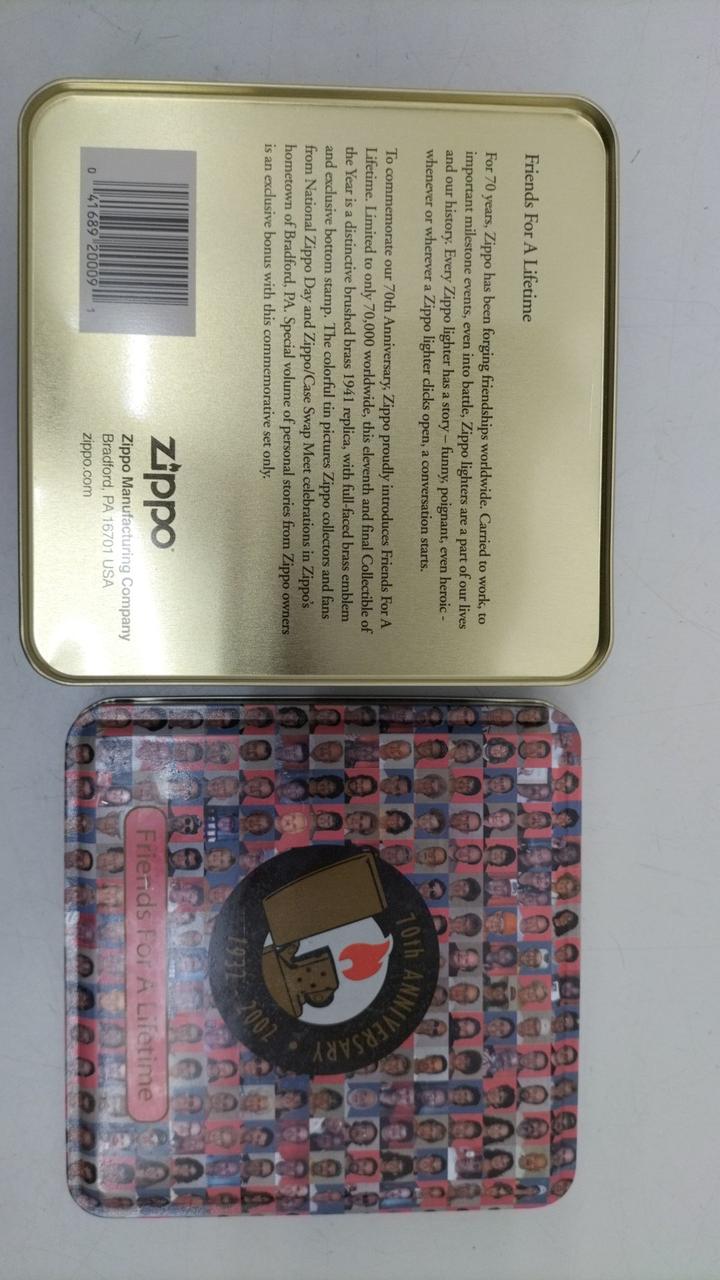 Friends For A Lifetime
For 70 years, Zippo has been forging friendships worldwide. Carried to work, to
important milestone events, even into battle, Zippo lighters are a part of our lives
and our history. Every Zippo lighter has a story – funny, poignant, even heroic -
whenever or wherever a Zippo lighter clicks open, a conversation starts.
To commemorate our 70th Anniversary, Zippo proudly introduces Friends For A
Lifetime. Limited to only 70,000 worldwide, this eleventh and final Collectible of
the Year is a distinctive brushed brass 1941 replica, with full-faced brass emblem
and exclusive bottom stamp. The colorful tin pictures Zippo collectors and fans
from National Zippo Day and Zippo/Case Swap Meet celebrations in Zippo's
hometown of Bradford, PA. Special volume of personal stories from Zippo owners
is an exclusive bonus with this commemorative set only.
0 41689 20009 1
Zippo
Zippo Manufacturing Company
Bradford, PA 16701 USA
zippo.com
70th ANNIVERSARY
1932 - 2002
Friends For A Lifetime